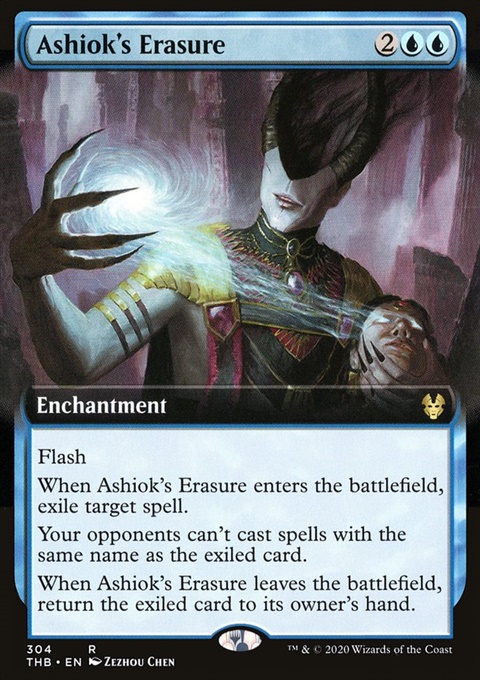 Ashiok's Erasure 2
Enchantment
Flash
When Ashiok's Erasure enters the battlefield,
exile target spell.
Your opponents can't cast spells with the
same name as the exiled card.
When Ashiok's Erasure leaves the battlefield,
return the exiled card to its owner's hand.
304 R
THB • EN Zezhou Chen
™ & © 2020 Wizards of the Coast